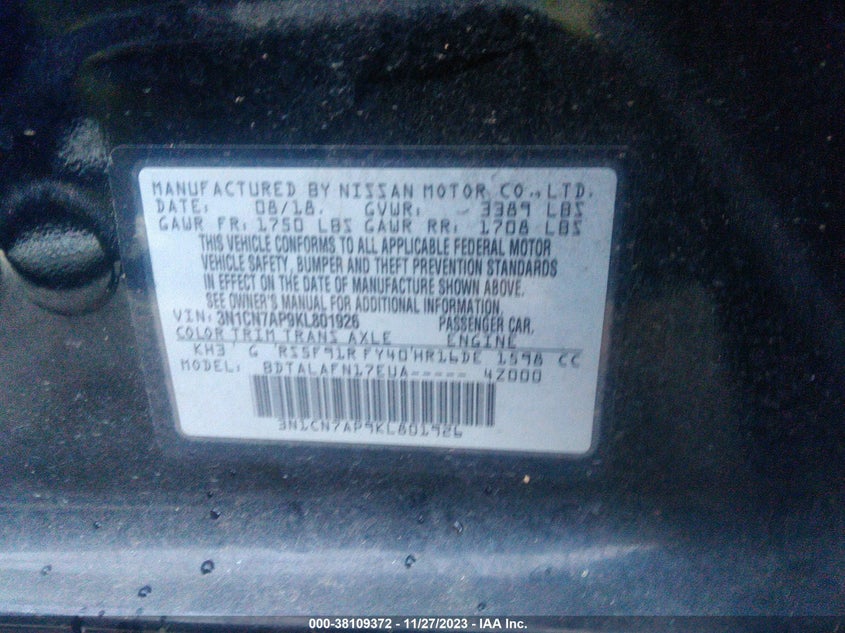 MANUFACTURED BY NISSAN MOTOR CO.,LTD.
DATE: 08/18. GVWR: 3389 LBS
GAWR FR: 1750 LBS GAWR RR: 1708 LBS
THIS VEHICLE CONFORMS TO ALL APPLICABLE FEDERAL MOTOR
VEHICLE SAFETY, BUMPER AND THEFT PREVENTION STANDARDS
IN EFFECT ON THE DATE OF MANUFACTURE SHOWN ABOVE.
SEE OWNER'S MANUAL FOR ADDITIONAL INFORMATION.
VIN: 3N1CN7AP9KL801926 PASSENGER CAR.
COLOR TRIM TRANS AXLE ENGINE
KH3 G RS5F91R FY40 HR16DE 1598 CC
MODEL: BDTALAFN17EUA----- 42000
3N1CN7AP9KL801926
000-38109372 - 11/27/2023 - IAA Inc.